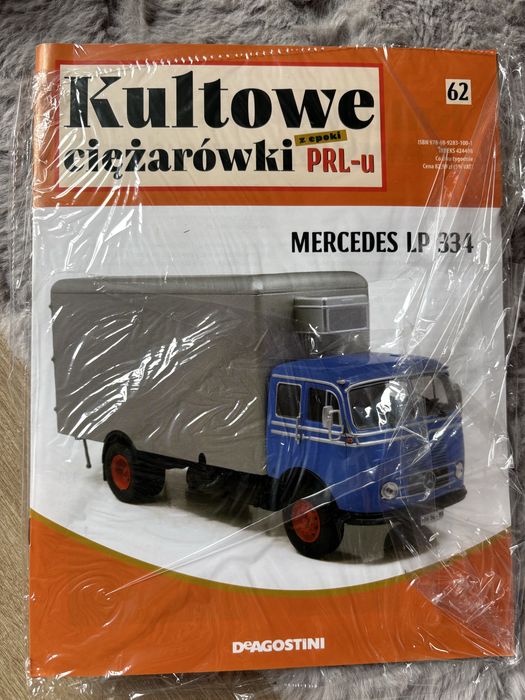 Kultowe
z epoki
ciężarówki PRL-u
62
MERCEDES LP 334
DeAGOSTINI